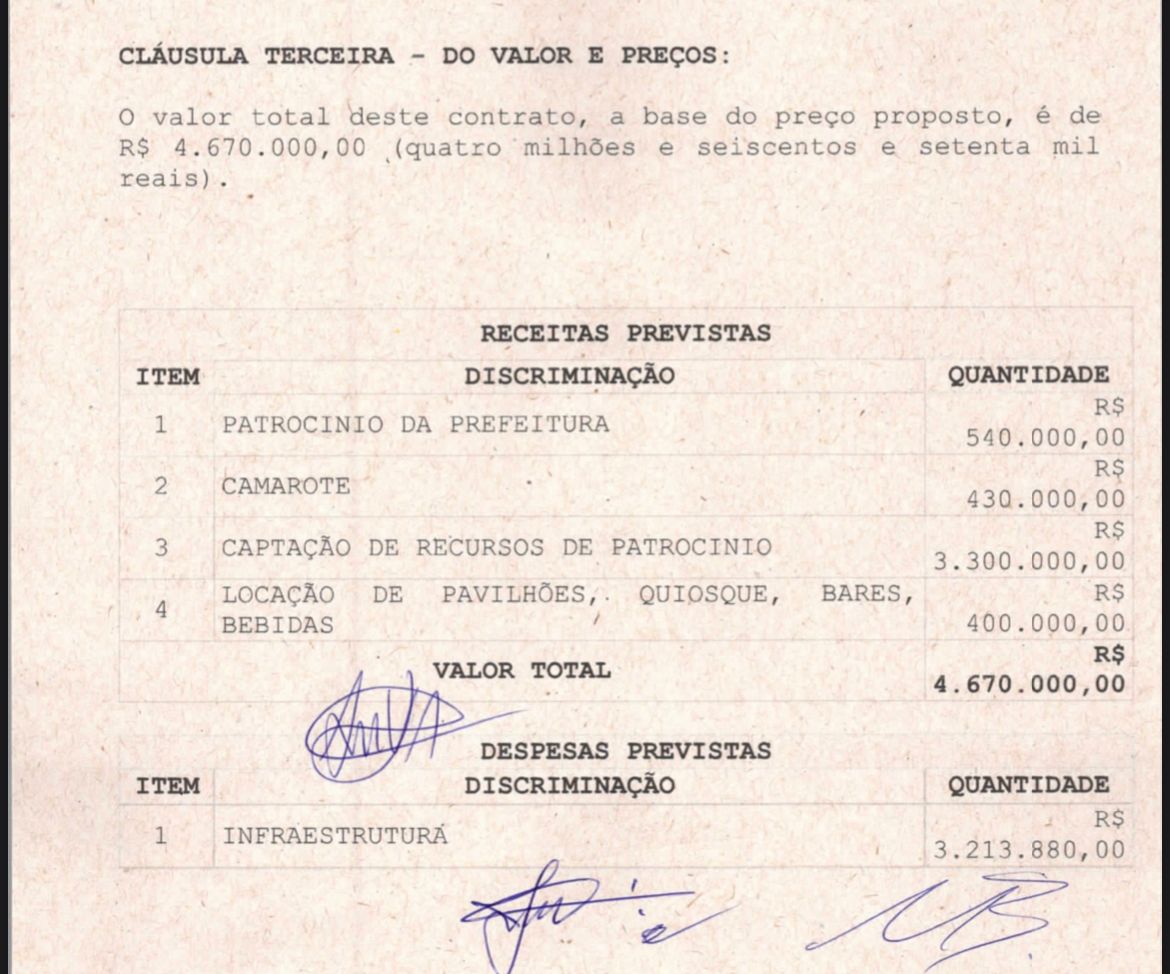 CLÁUSULA TERCEIRA – DO VALOR E PREÇOS:
O valor total deste contrato, a base do preço proposto, é de
R$ 4.670.000,00 (quatro milhões e seiscentos e setenta mil
reais).
RECEITAS PREVISTAS
ITEM DISCRIMINAÇÃO QUANTIDADE
1 PATROCINIO DA PREFEITURA R$
540.000,00
2 CAMAROTE R$
430.000,00
3 CAPTAÇÃO DE RECURSOS DE PATROCINIO R$
3.300.000,00
4 LOCAÇÃO DE PAVILHÕES, QUIOSQUE, BARES, R$
BEBIDAS 400.000,00
VALOR TOTAL R$
4.670.000,00
DESPESAS PREVISTAS
ITEM DISCRIMINAÇÃO QUANTIDADE
1 INFRAESTRUTURA R$
3.213.880,00